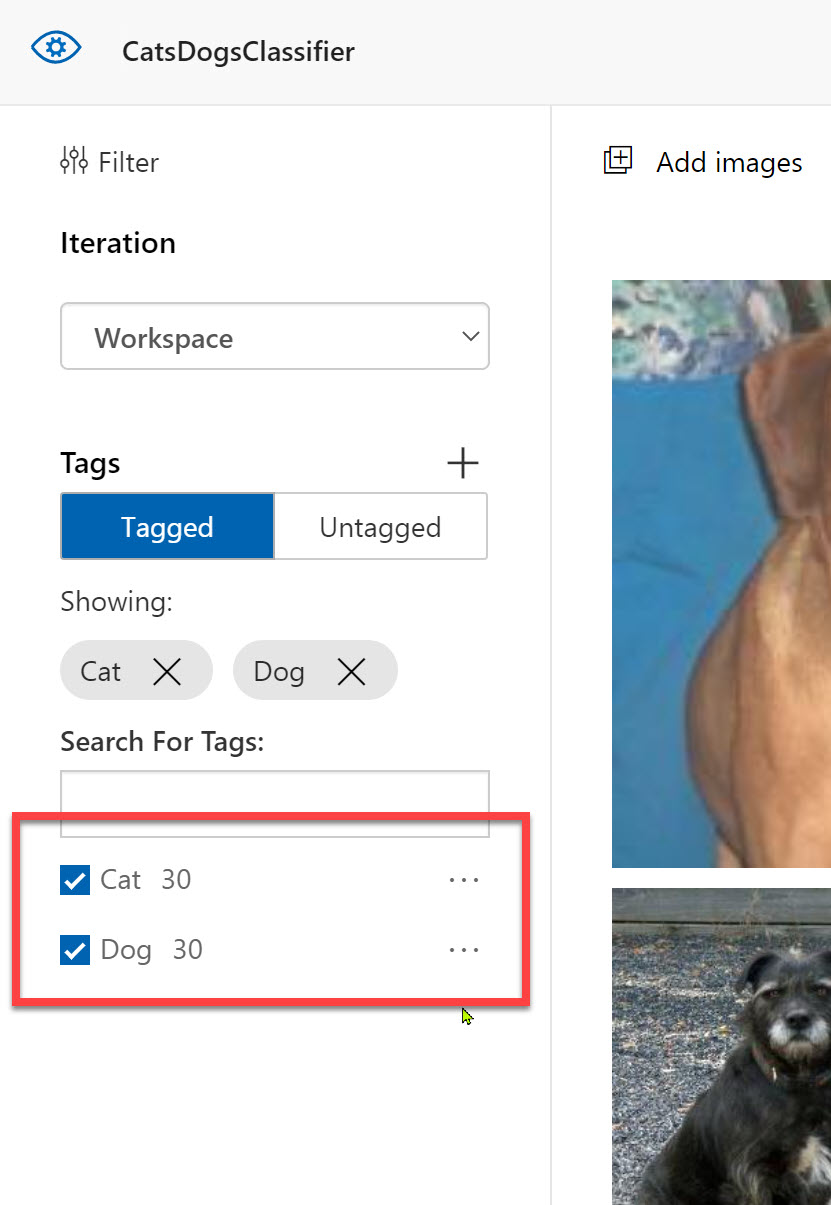 CatsDogsClassifier
Filter
Add images
Iteration
Workspace
Tags
Tagged Untagged
Showing:
Cat Dog
Search For Tags:
Cat 30
Dog 30